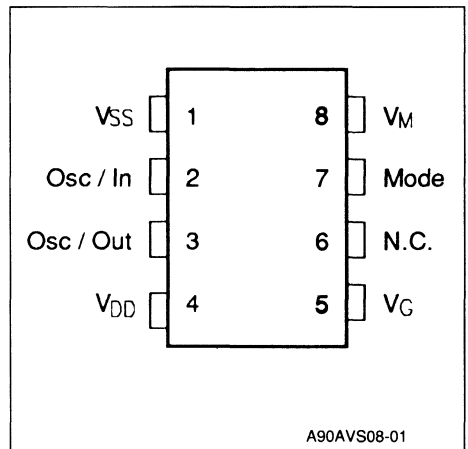 VSS 1 8 VM
Osc / In 2 7 Mode
Osc / Out 3 6 N.C.
VDD 4 5 VG
A90AVS08-01